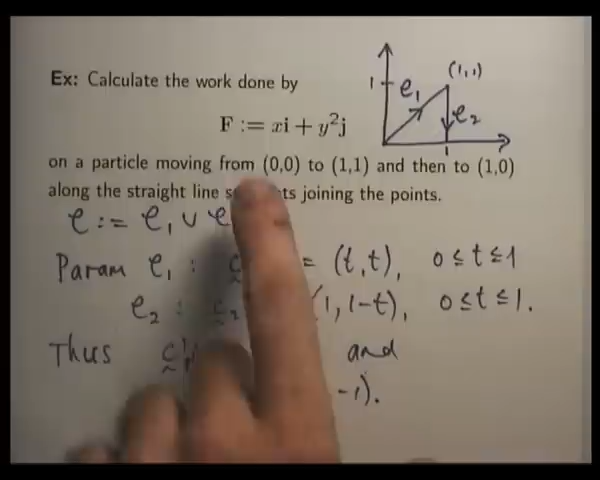 Ex: Calculate the work done by
F := xi + y²j
on a particle moving from (0,0) to (1,1) and then to (1,0)
along the straight line s ts joining the points.
(1,1)
1
e₁
e₂
1
e := e₁ ∪ e
Param e₁ : c = (t,t), 0 ≤ t ≤ 1
e₂ : c₂ (1, 1-t), 0 ≤ t ≤ 1.
Thus c' and
-1).